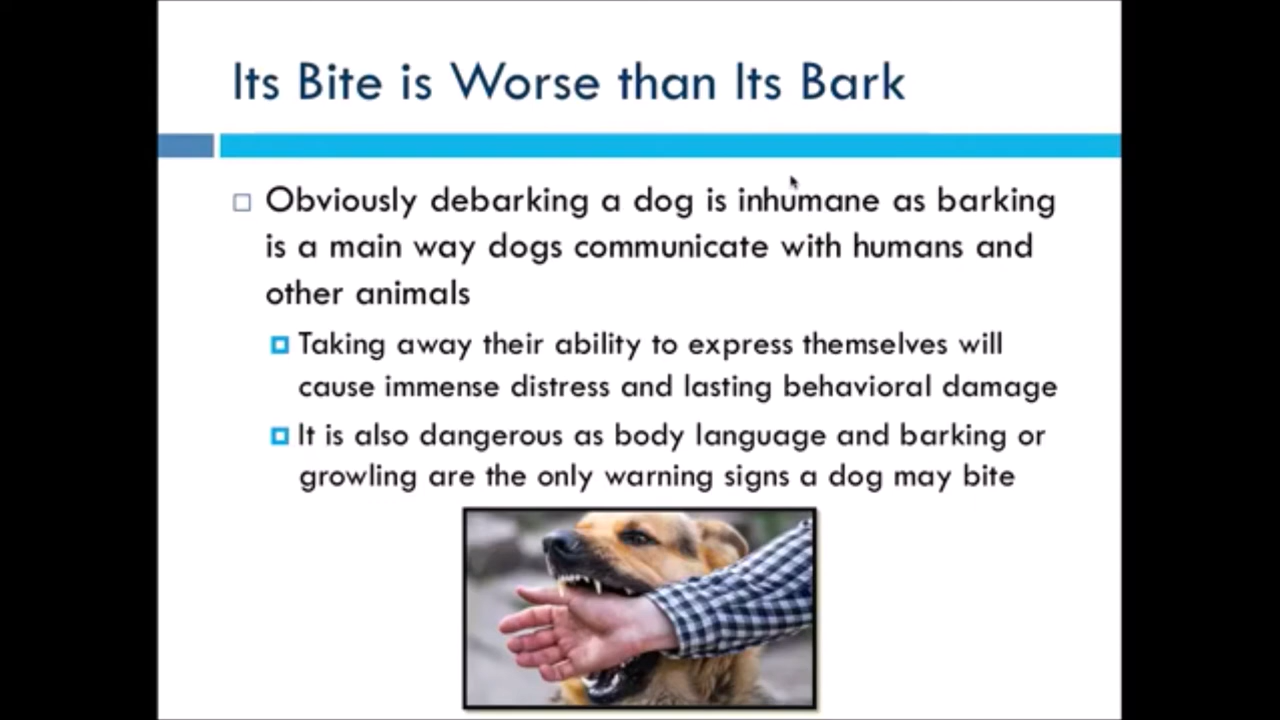 Its Bite is Worse than Its Bark
Obviously debarking a dog is inhumane as barking
is a main way dogs communicate with humans and
other animals
Taking away their ability to express themselves will
cause immense distress and lasting behavioral damage
It is also dangerous as body language and barking or
growling are the only warning signs a dog may bite